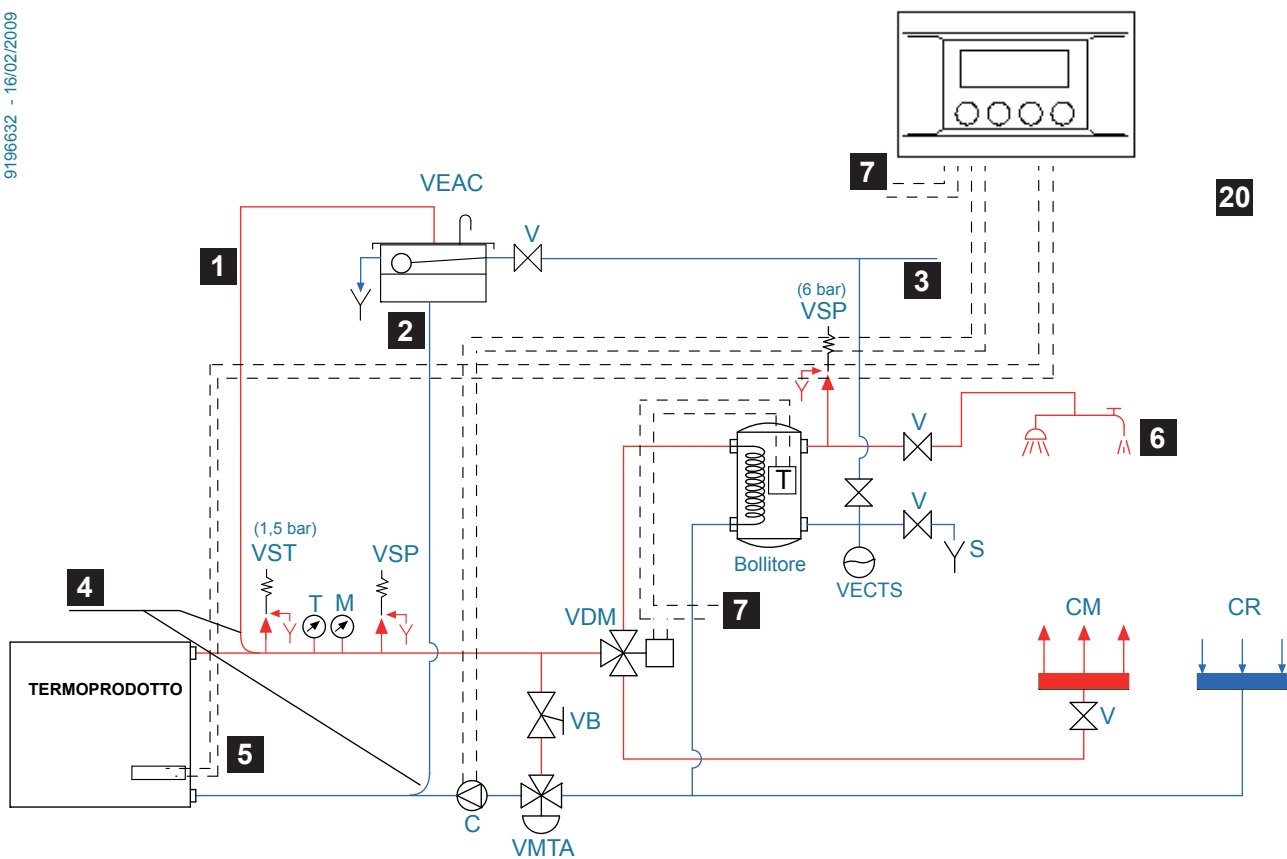 9196632 - 16/02/2009
7
20
VEAC
V
1
3
2
(6 bar)
VSP
V
6
T
(1,5 bar)
VST
VSP
V
S
Bollitore
VECTS
4
T
M
7
VDM
CM
CR
TERMOPRODOTTO
V
VB
5
C
VMTA